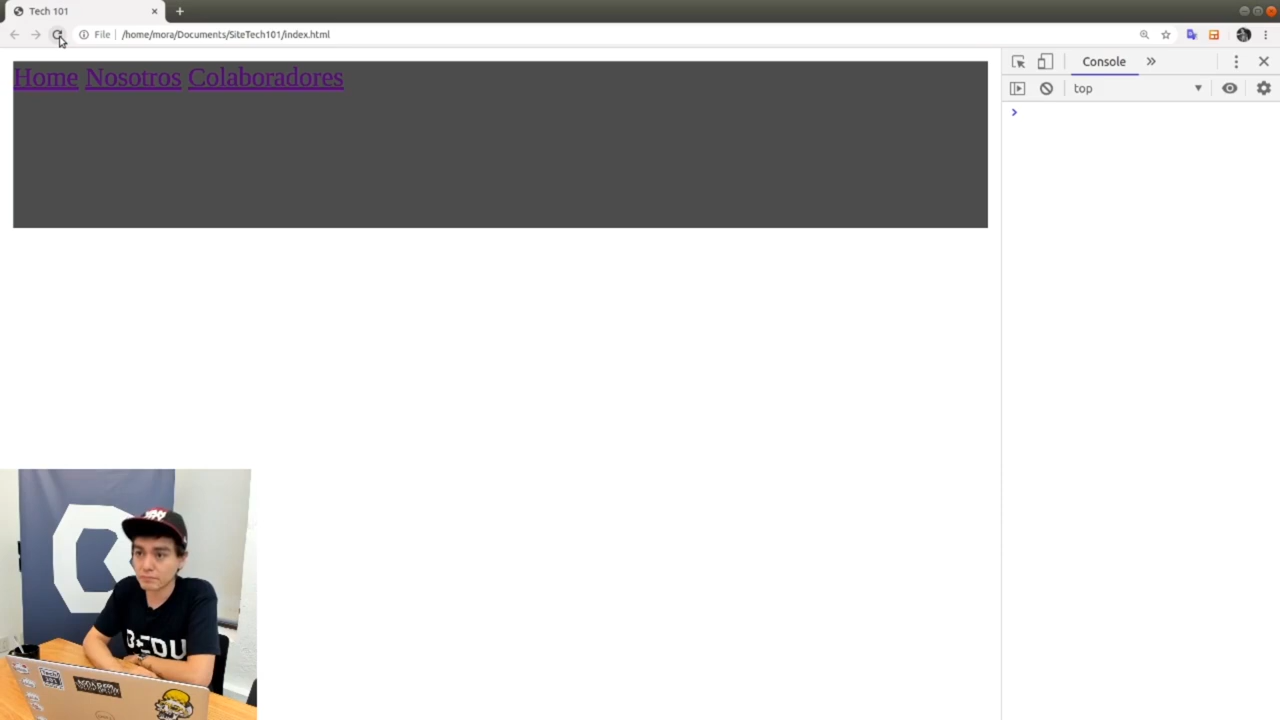 Tech 101
File
/home/mora/Documents/SiteTech101/index.html
Home Nosotros Colaboradores
Console
top
BEDU